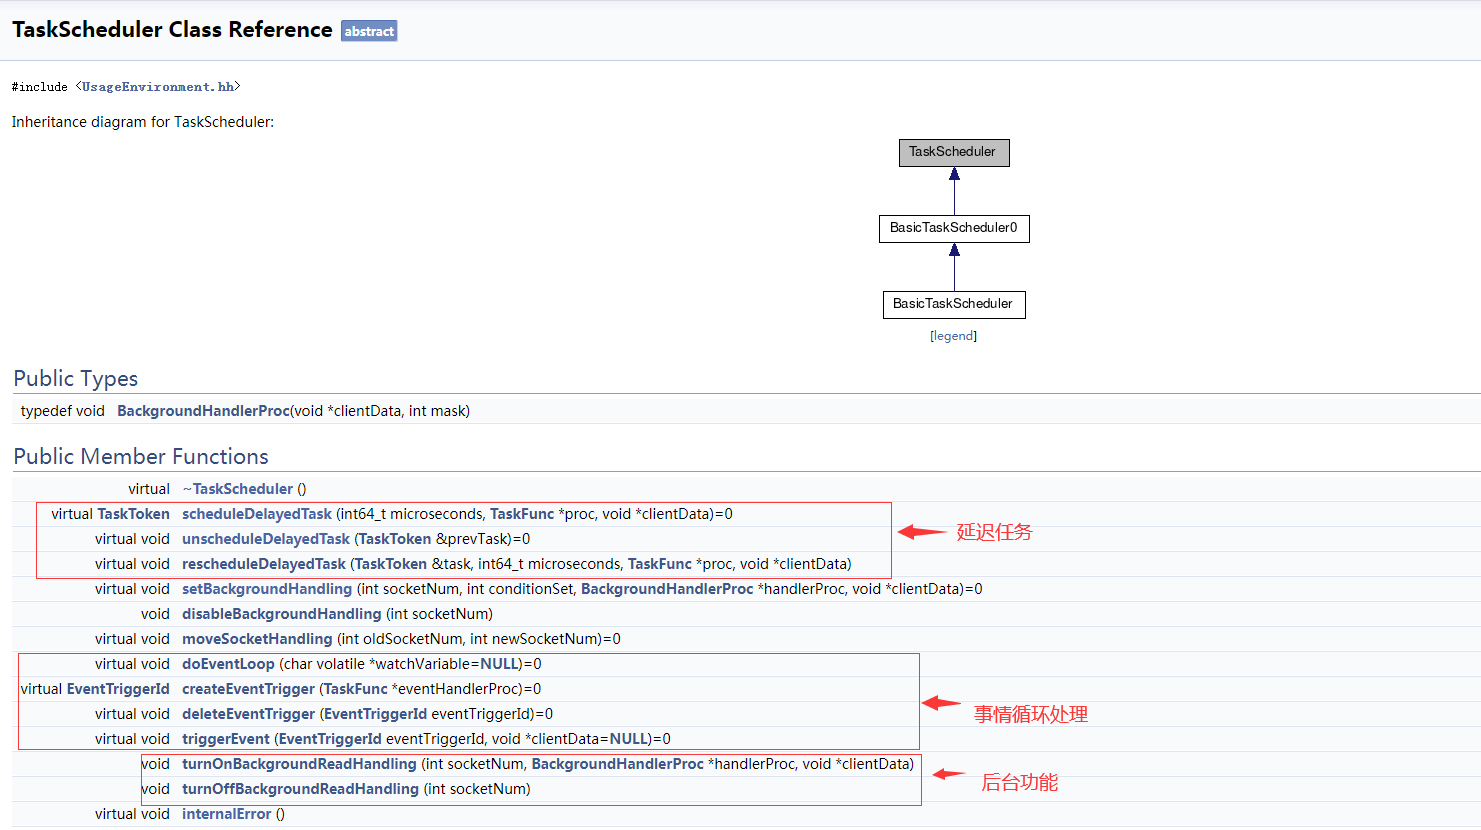 TaskScheduler Class Reference abstract
#include <UsageEnvironment.hh>
Inheritance diagram for TaskScheduler:
TaskScheduler
BasicTaskScheduler0
BasicTaskScheduler
[legend]
Public Types
typedef void BackgroundHandlerProc(void *clientData, int mask)
Public Member Functions
virtual ~TaskScheduler ()
virtual TaskToken scheduleDelayedTask (int64_t microseconds, TaskFunc *proc, void *clientData)=0
virtual void unscheduleDelayedTask (TaskToken &prevTask)=0
延迟任务
virtual void rescheduleDelayedTask (TaskToken &task, int64_t microseconds, TaskFunc *proc, void *clientData)
virtual void setBackgroundHandling (int socketNum, int conditionSet, BackgroundHandlerProc *handlerProc, void *clientData)=0
void disableBackgroundHandling (int socketNum)
virtual void moveSocketHandling (int oldSocketNum, int newSocketNum)=0
virtual void doEventLoop (char volatile *watchVariable=NULL)=0
virtual EventTriggerId createEventTrigger (TaskFunc *eventHandlerProc)=0
virtual void deleteEventTrigger (EventTriggerId eventTriggerId)=0
事情循环处理
virtual void triggerEvent (EventTriggerId eventTriggerId, void *clientData=NULL)=0
void turnOnBackgroundReadHandling (int socketNum, BackgroundHandlerProc *handlerProc, void *clientData)
后台功能
void turnOffBackgroundReadHandling (int socketNum)
virtual void internalError ()